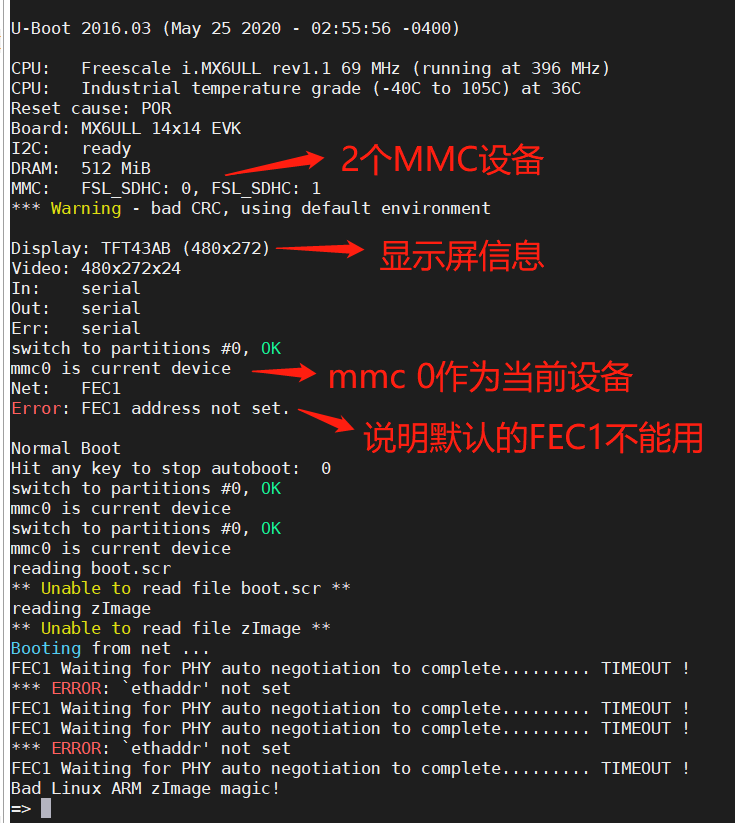 U-Boot 2016.03 (May 25 2020 - 02:55:56 -0400)
CPU:   Freescale i.MX6ULL rev1.1 69 MHz (running at 396 MHz)
CPU:   Industrial temperature grade (-40C to 105C) at 36C
Reset cause: POR
Board: MX6ULL 14x14 EVK
I2C:   ready
DRAM:  512 MiB
2个MMC设备
MMC:   FSL_SDHC: 0, FSL_SDHC: 1
*** Warning - bad CRC, using default environment
Display: TFT43AB (480x272)
显示屏信息
Video: 480x272x24
In:    serial
Out:   serial
Err:   serial
switch to partitions #0, OK
mmc0 is current device
mmc 0作为当前设备
Net:   FEC1
Error: FEC1 address not set.
说明默认的FEC1不能用
Normal Boot
Hit any key to stop autoboot:  0
switch to partitions #0, OK
mmc0 is current device
switch to partitions #0, OK
mmc0 is current device
reading boot.scr
** Unable to read file boot.scr **
reading zImage
** Unable to read file zImage **
Booting from net ...
FEC1 Waiting for PHY auto negotiation to complete......... TIMEOUT !
*** ERROR: `ethaddr' not set
FEC1 Waiting for PHY auto negotiation to complete......... TIMEOUT !
FEC1 Waiting for PHY auto negotiation to complete......... TIMEOUT !
*** ERROR: `ethaddr' not set
FEC1 Waiting for PHY auto negotiation to complete......... TIMEOUT !
Bad Linux ARM zImage magic!
=>